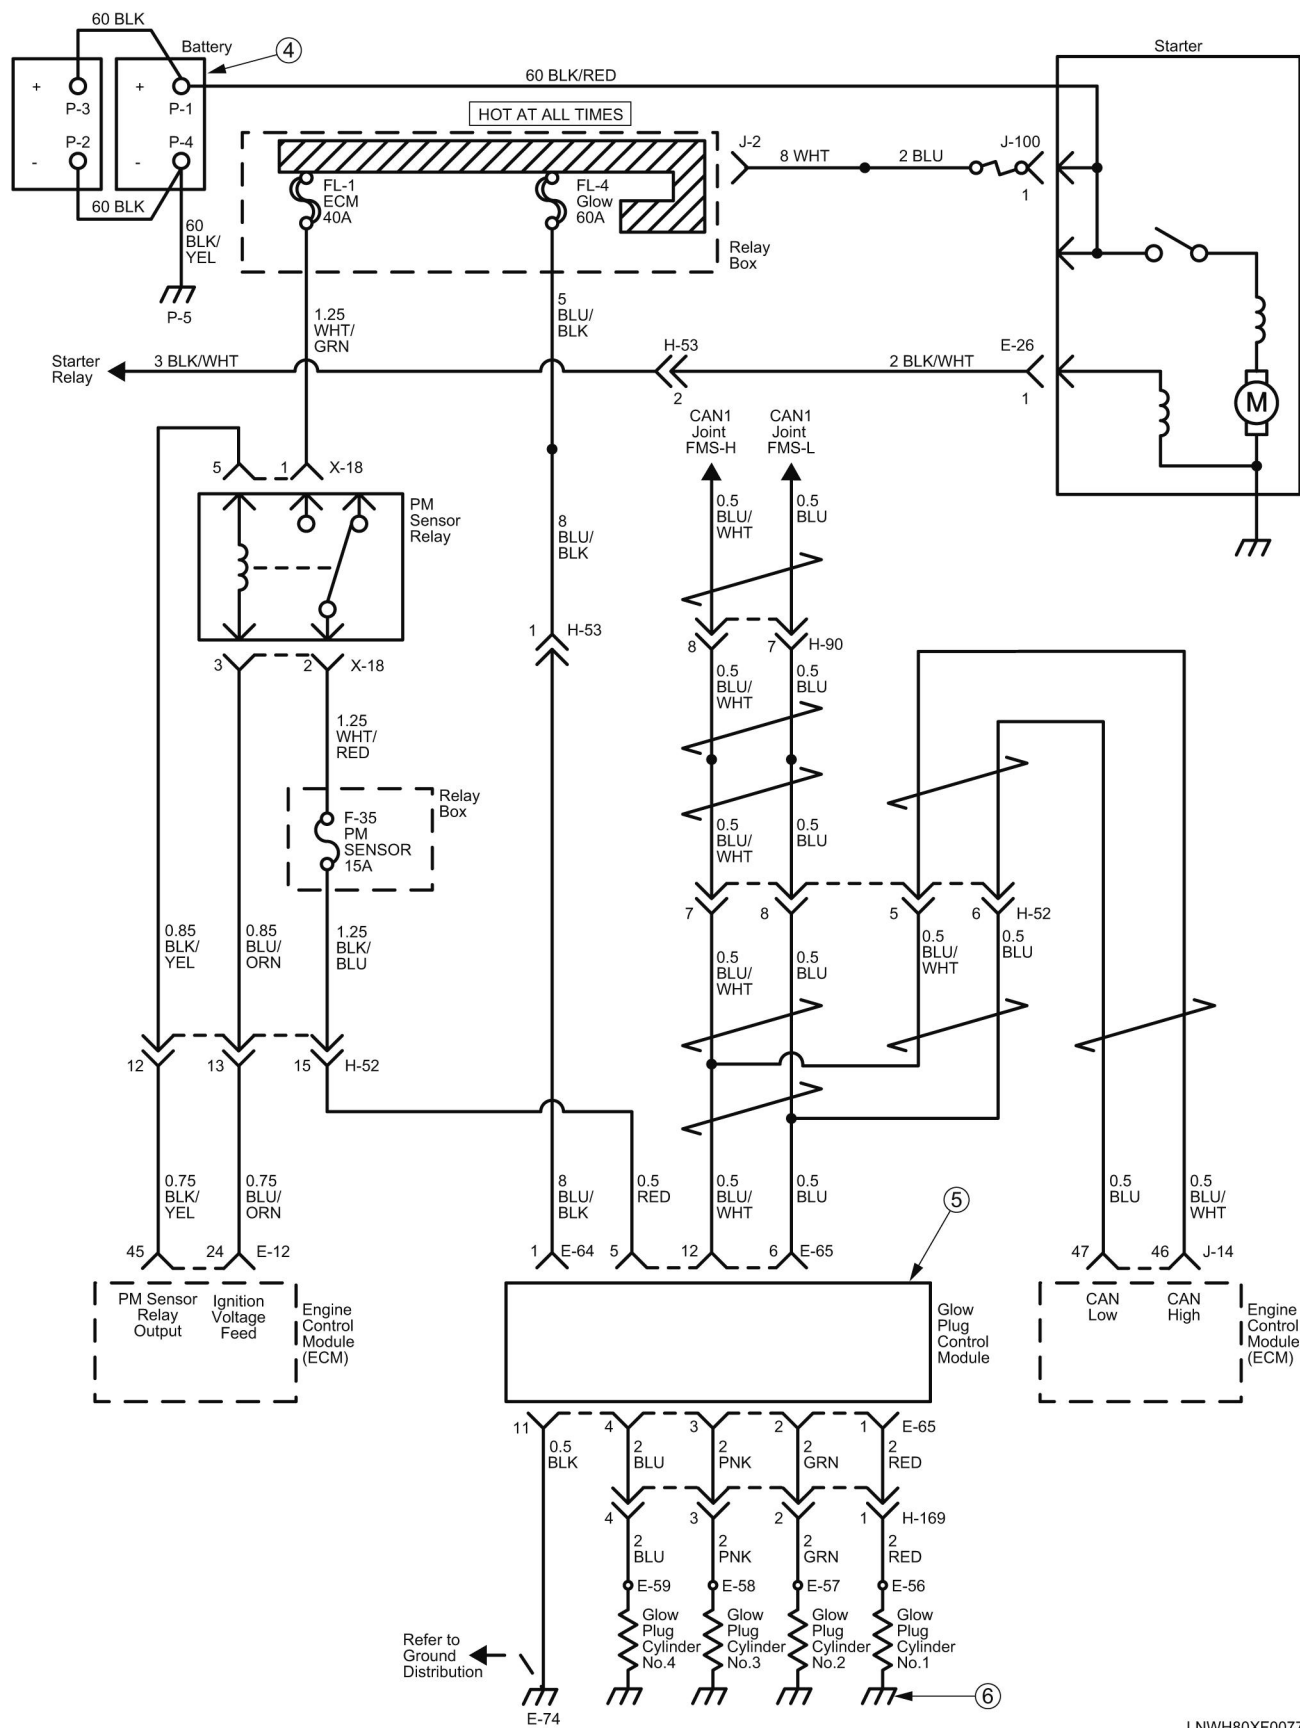 60 BLK
Battery
4
Starter
60 BLK/RED
+
+
P-3
P-1
HOT AT ALL TIMES
P-2
P-4
J-2
8 WHT
2 BLU
J-100
-
-
1
FL-1
ECM
40A
FL-4
Glow
60A
60 BLK
60
BLK/
YEL
Relay
Box
P-5
1.25
WHT/
GRN
5
BLU/
BLK
Starter
Relay
3 BLK/WHT
H-53
2
2 BLK/WHT
E-26
1
M
CAN1
Joint
FMS-H
CAN1
Joint
FMS-L
5
1
X-18
PM
Sensor
Relay
8
BLU/
BLK
0.5
BLU/
WHT
0.5
BLU
1
H-53
8
7
H-90
3
2
X-18
0.5
BLU/
WHT
0.5
BLU
1.25
WHT/
RED
Relay
Box
F-35
PM
SENSOR
15A
0.5
BLU/
WHT
0.5
BLU
7
8
5
6
H-52
0.85
BLK/
YEL
0.85
BLU/
ORN
1.25
BLK/
BLU
0.5
BLU/
WHT
0.5
BLU
0.5
BLU/
WHT
0.5
BLU
12
13
15
H-52
0.75
BLK/
YEL
0.75
BLU/
ORN
8
BLU/
BLK
0.5
RED
0.5
BLU/
WHT
0.5
BLU
5
0.5
BLU
0.5
BLU/
WHT
45
24
E-12
1
E-64
5
12
6
E-65
47
46
J-14
PM Sensor
Relay
Output
Ignition
Voltage
Feed
Engine
Control
Module
(ECM)
Glow
Plug
Control
Module
CAN
Low
CAN
High
Engine
Control
Module
(ECM)
11
4
3
2
1
E-65
0.5
BLK
2
BLU
2
PNK
2
GRN
2
RED
4
3
2
1
H-169
2
BLU
2
PNK
2
GRN
2
RED
E-59
E-58
E-57
E-56
Glow
Plug
Cylinder
No.4
Glow
Plug
Cylinder
No.3
Glow
Plug
Cylinder
No.2
Glow
Plug
Cylinder
No.1
Refer to
Ground
Distribution
6
E-74